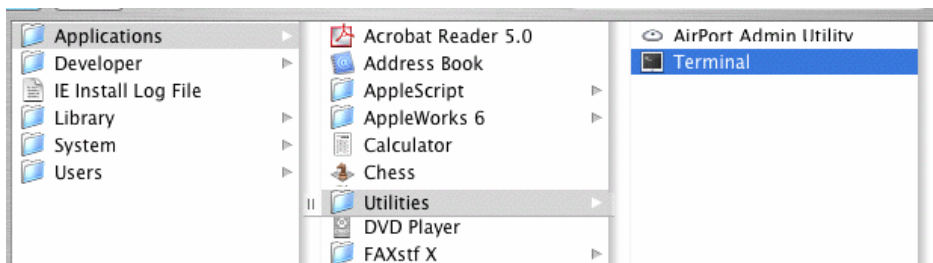 Applications
Developer
IE Install Log File
Library
System
Users
Acrobat Reader 5.0
Address Book
AppleScript
AppleWorks 6
Calculator
Chess
Utilities
DVD Player
FAXstf X
AirPort Admin Utility
Terminal